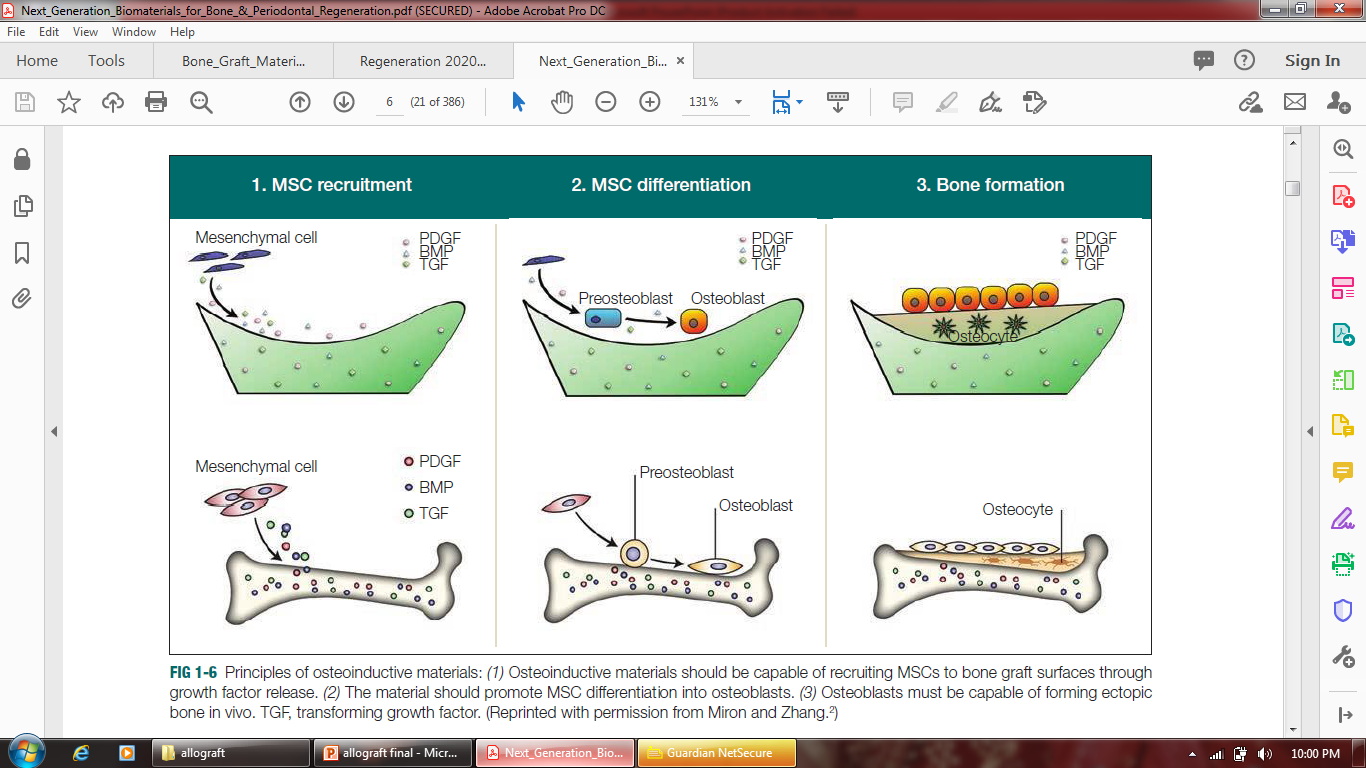 Next_Generation_Biomaterials_for_Bone_&_Periodontal_Regeneration.pdf (SECURED) - Adobe Acrobat Pro DC
File Edit View Window Help
Home Tools Bone_Graft_Materi... Regeneration 2020... Next_Generation_Bi... × Sign In
6 (21 of 386) 131%
1. MSC recruitment 2. MSC differentiation 3. Bone formation
Mesenchymal cell
PDGF
BMP
TGF
PDGF
BMP
TGF
Preosteoblast Osteoblast
PDGF
BMP
TGF
Osteocyte
Mesenchymal cell
PDGF
BMP
TGF
Preosteoblast
Osteoblast
Osteocyte
FIG 1-6 Principles of osteoinductive materials: (1) Osteoinductive materials should be capable of recruiting MSCs to bone graft surfaces through
growth factor release. (2) The material should promote MSC differentiation into osteoblasts. (3) Osteoblasts must be capable of forming ectopic
bone in vivo. TGF, transforming growth factor. (Reprinted with permission from Miron and Zhang.²)
allograft allograft final - Micr... Next_Generation_Bio... Guardian NetSecure 10:00 PM